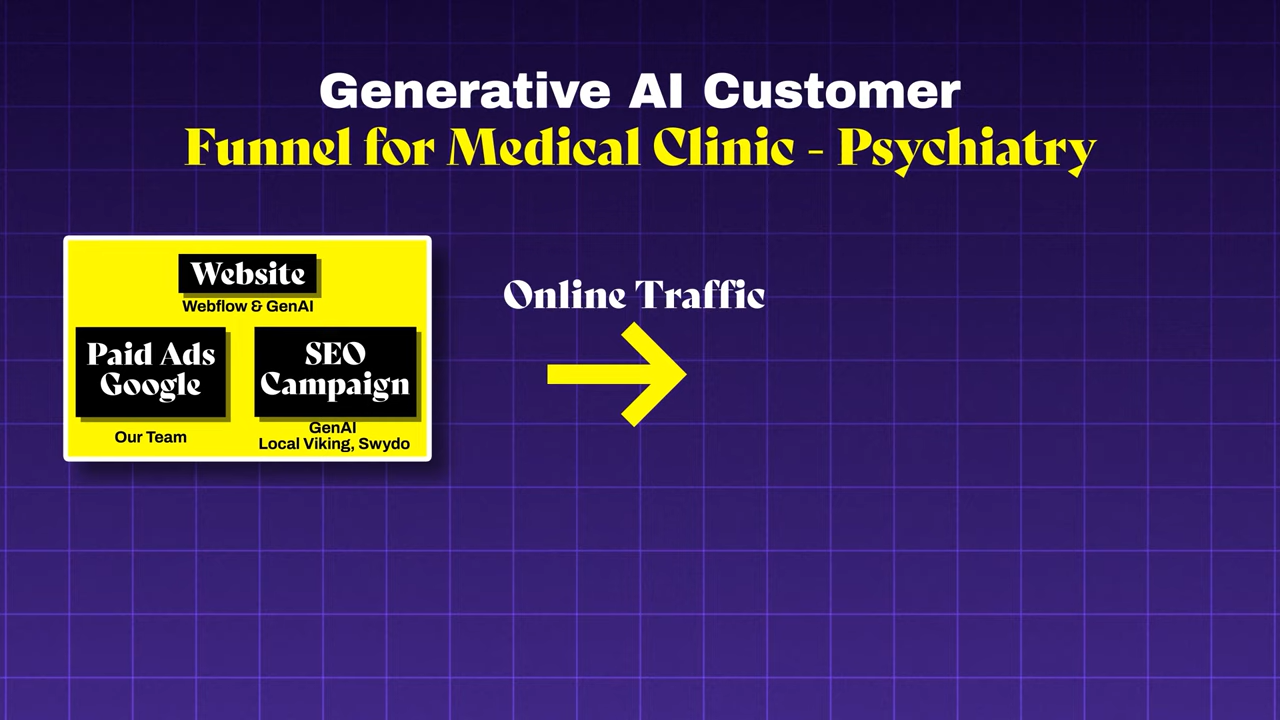 Generative AI Customer
Funnel for Medical Clinic - Psychiatry
Website
Webflow & GenAI
Paid Ads
Google
Our Team
SEO
Campaign
GenAI
Local Viking, Swydo
Online Traffic